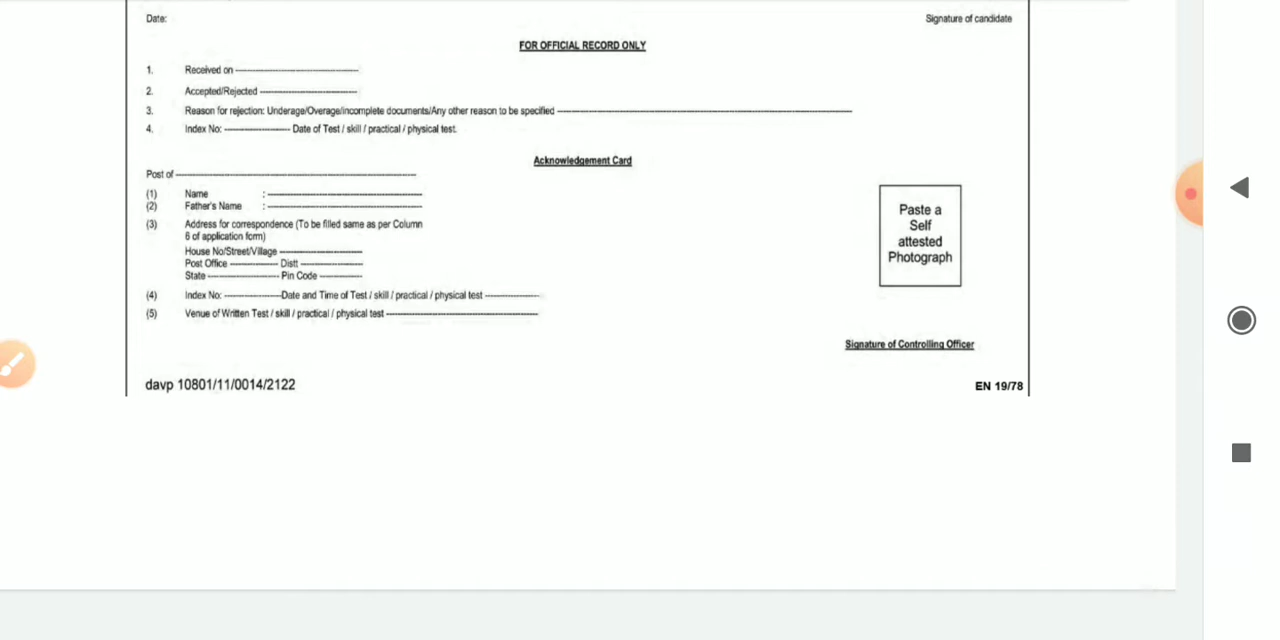 Date: Signature of candidate
FOR OFFICIAL RECORD ONLY
1. Received on ------------------------------
2. Accepted/Rejected ------------------------
3. Reason for rejection: Underage/Overage/incomplete documents/Any other reason to be specified ------------------------------------------------------------
4. Index No: ---------------- Date of Test / skill / practical / physical test.
Acknowledgement Card
Post of ------------------------------------------------------------
(1) Name : --------------------------------------
(2) Father's Name : --------------------------------------
(3) Address for correspondence (To be filled same as per Column
6 of application form)
House No/Street/Village --------------------
Post Office ------------ Distt ---------------
State ----------------- Pin Code ----------
(4) Index No: --------------Date and Time of Test / skill / practical / physical test -------------
(5) Venue of Written Test / skill / practical / physical test -------------------------------------
Paste a
Self
attested
Photograph
Signature of Controlling Officer
davp 10801/11/0014/2122 EN 19/78